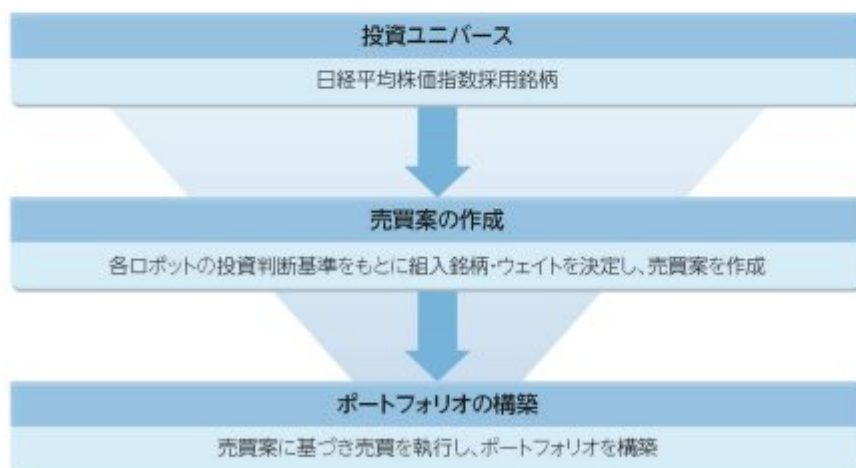 投資ユニバース
日経平均株価指数採用銘柄
売買案の作成
各ロボットの投資判断基準をもとに組入銘柄・ウェイトを決定し、売買案を作成
ポートフォリオの構築
売買案に基づき売買を執行し、ポートフォリオを構築